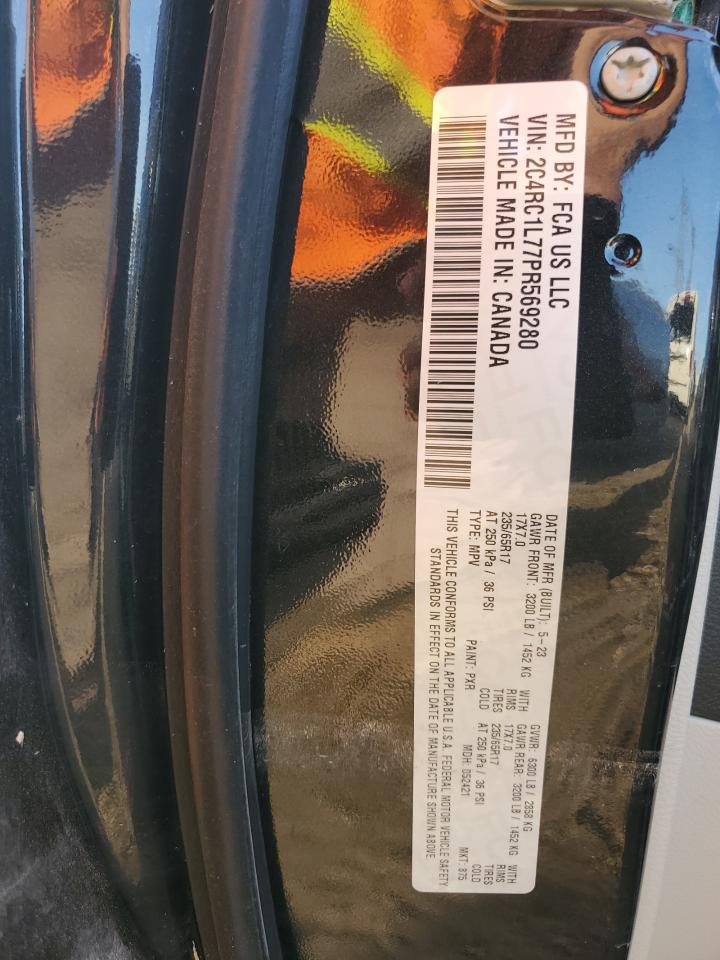 MFD BY: FCA US LLC
VIN: 2C4RC1L77PR569280
VEHICLE MADE IN: CANADA
DATE OF MFR (BUILT): 5-23 GVWR: 6300 LB / 2858 KG
GAWR FRONT: 3200 LB / 1452 KG WITH GAWR REAR: 3200 LB / 1452 KG WITH
17X7.0 RIMS 17X7.0 RIMS
235/65R17 TIRES 235/65R17 TIRES
AT 250 kPa / 36 PSI COLD AT 250 kPa / 36 PSI COLD
TYPE: MPV PAINT: PXR MDH: 052421 MKT: 875
THIS VEHICLE CONFORMS TO ALL APPLICABLE U.S.A. FEDERAL MOTOR VEHICLE SAFETY
STANDARDS IN EFFECT ON THE DATE OF MANUFACTURE SHOWN ABOVE.